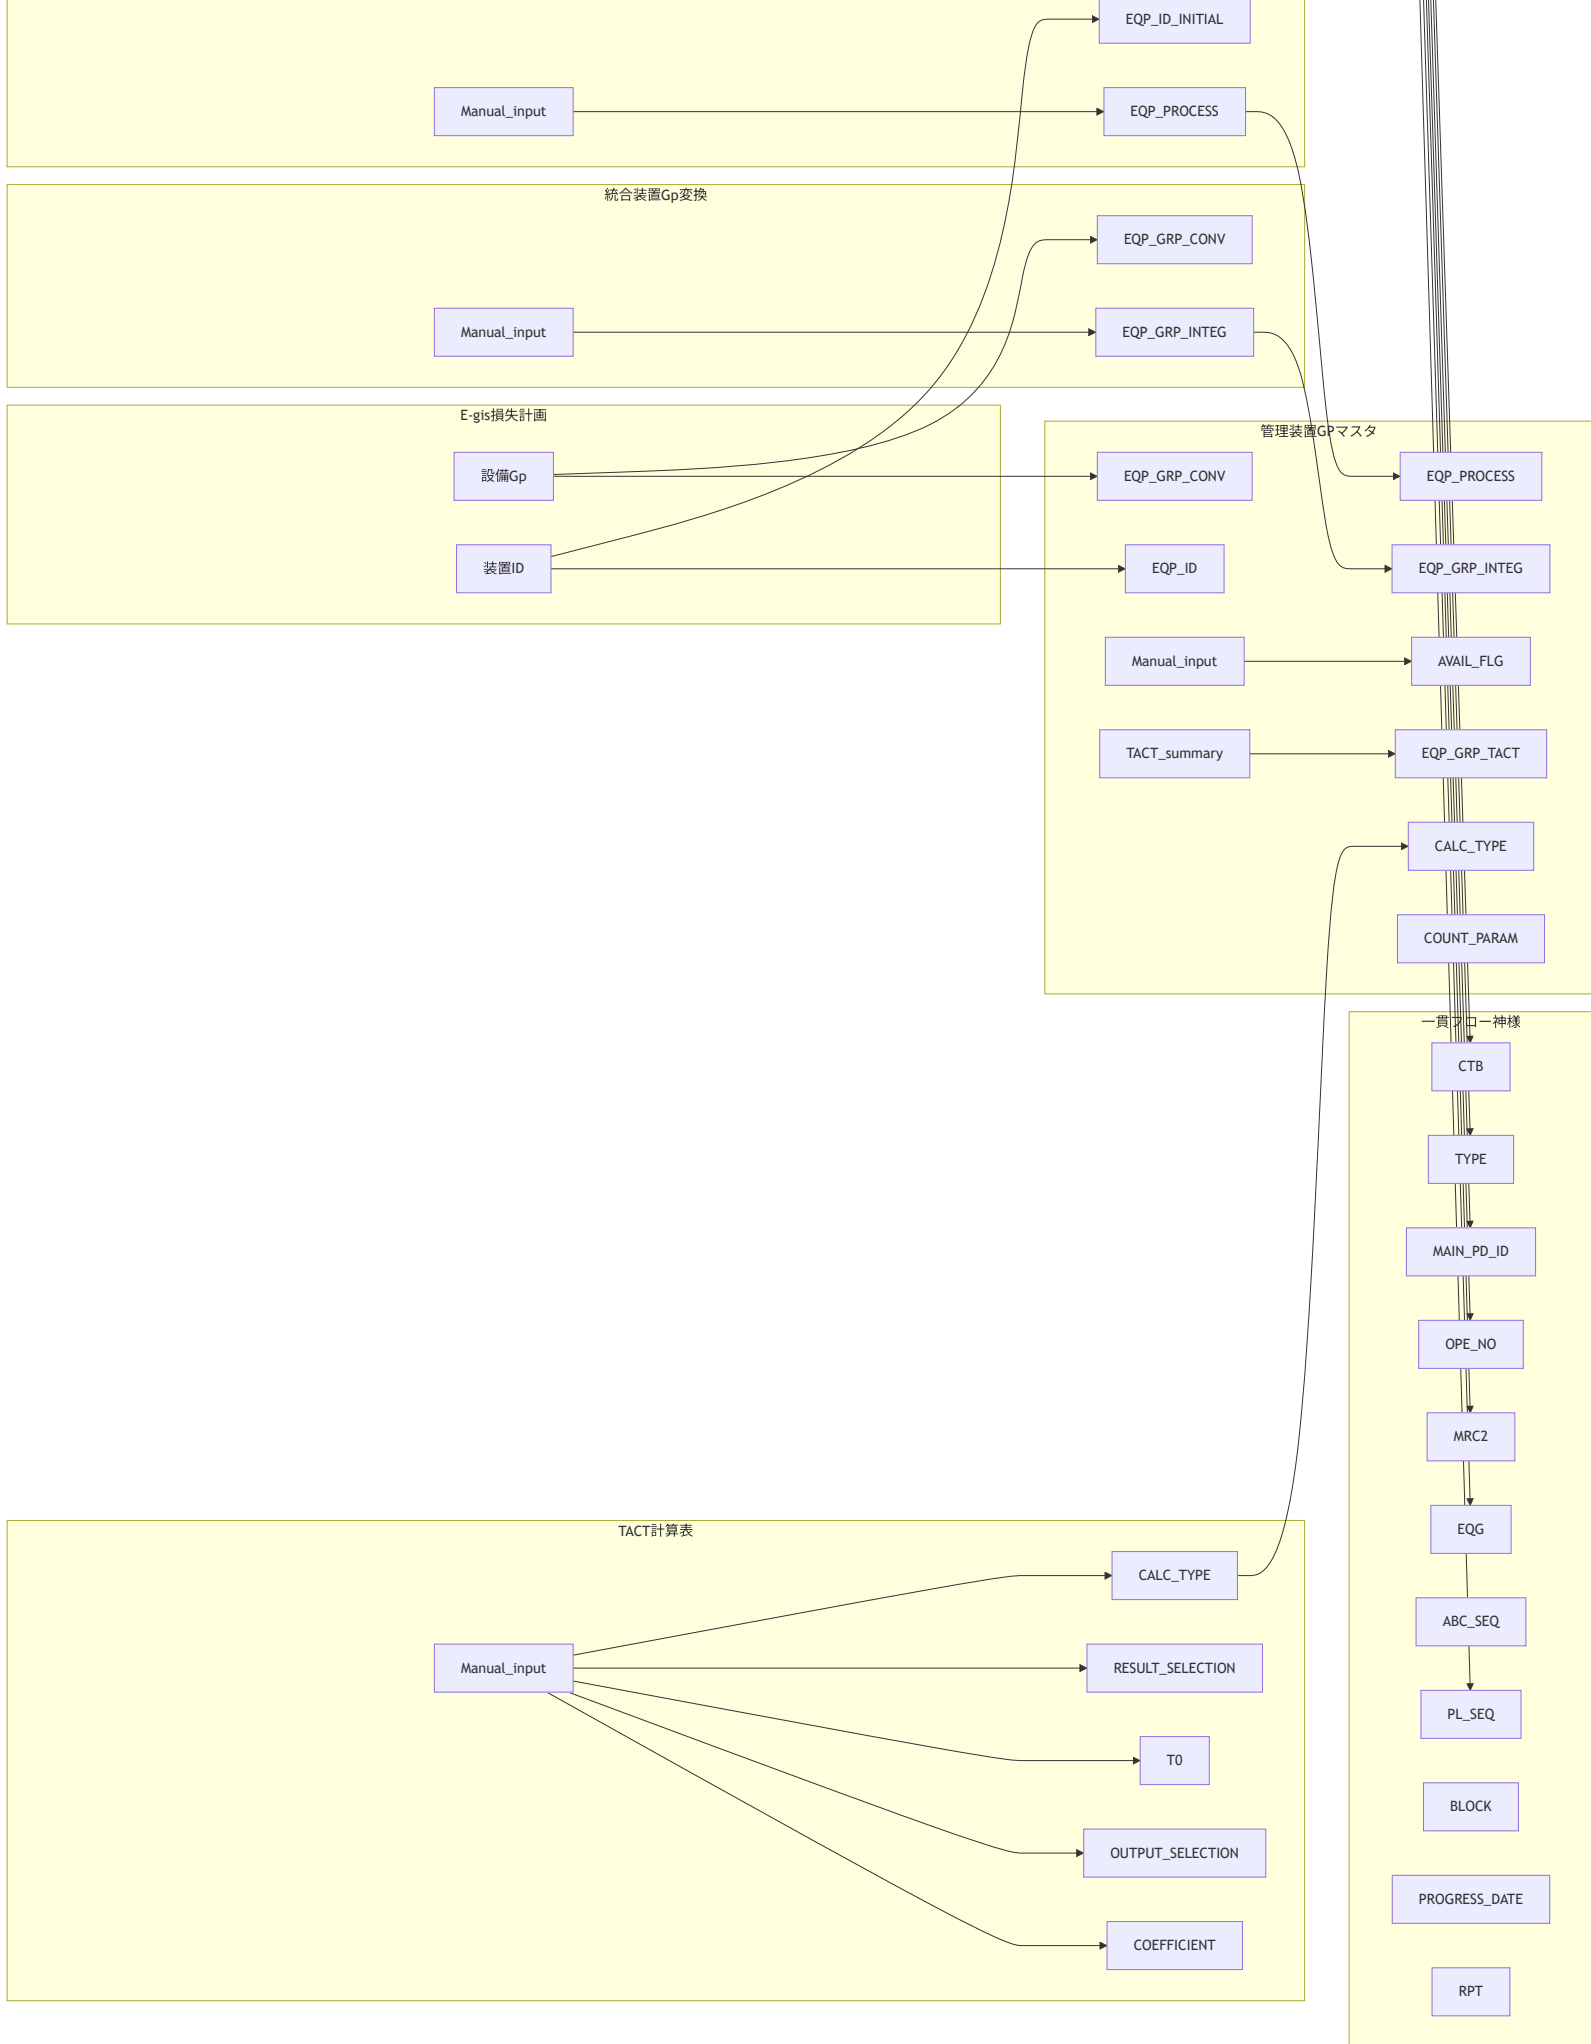 EQP_ID_INITIAL
Manual_input
EQP_PROCESS
統合装置Gp変換
EQP_GRP_CONV
Manual_input
EQP_GRP_INTEG
E-gis損失計画
設備Gp
装置ID
管理装置GPマスタ
EQP_GRP_CONV
EQP_PROCESS
EQP_ID
EQP_GRP_INTEG
Manual_input
AVAIL_FLG
TACT_summary
EQP_GRP_TACT
CALC_TYPE
COUNT_PARAM
一貫フロー神様
CTB
TYPE
MAIN_PD_ID
OPE_NO
MRC2
EQG
ABC_SEQ
PL_SEQ
BLOCK
PROGRESS_DATE
RPT
TACT計算表
CALC_TYPE
Manual_input
RESULT_SELECTION
T0
OUTPUT_SELECTION
COEFFICIENT